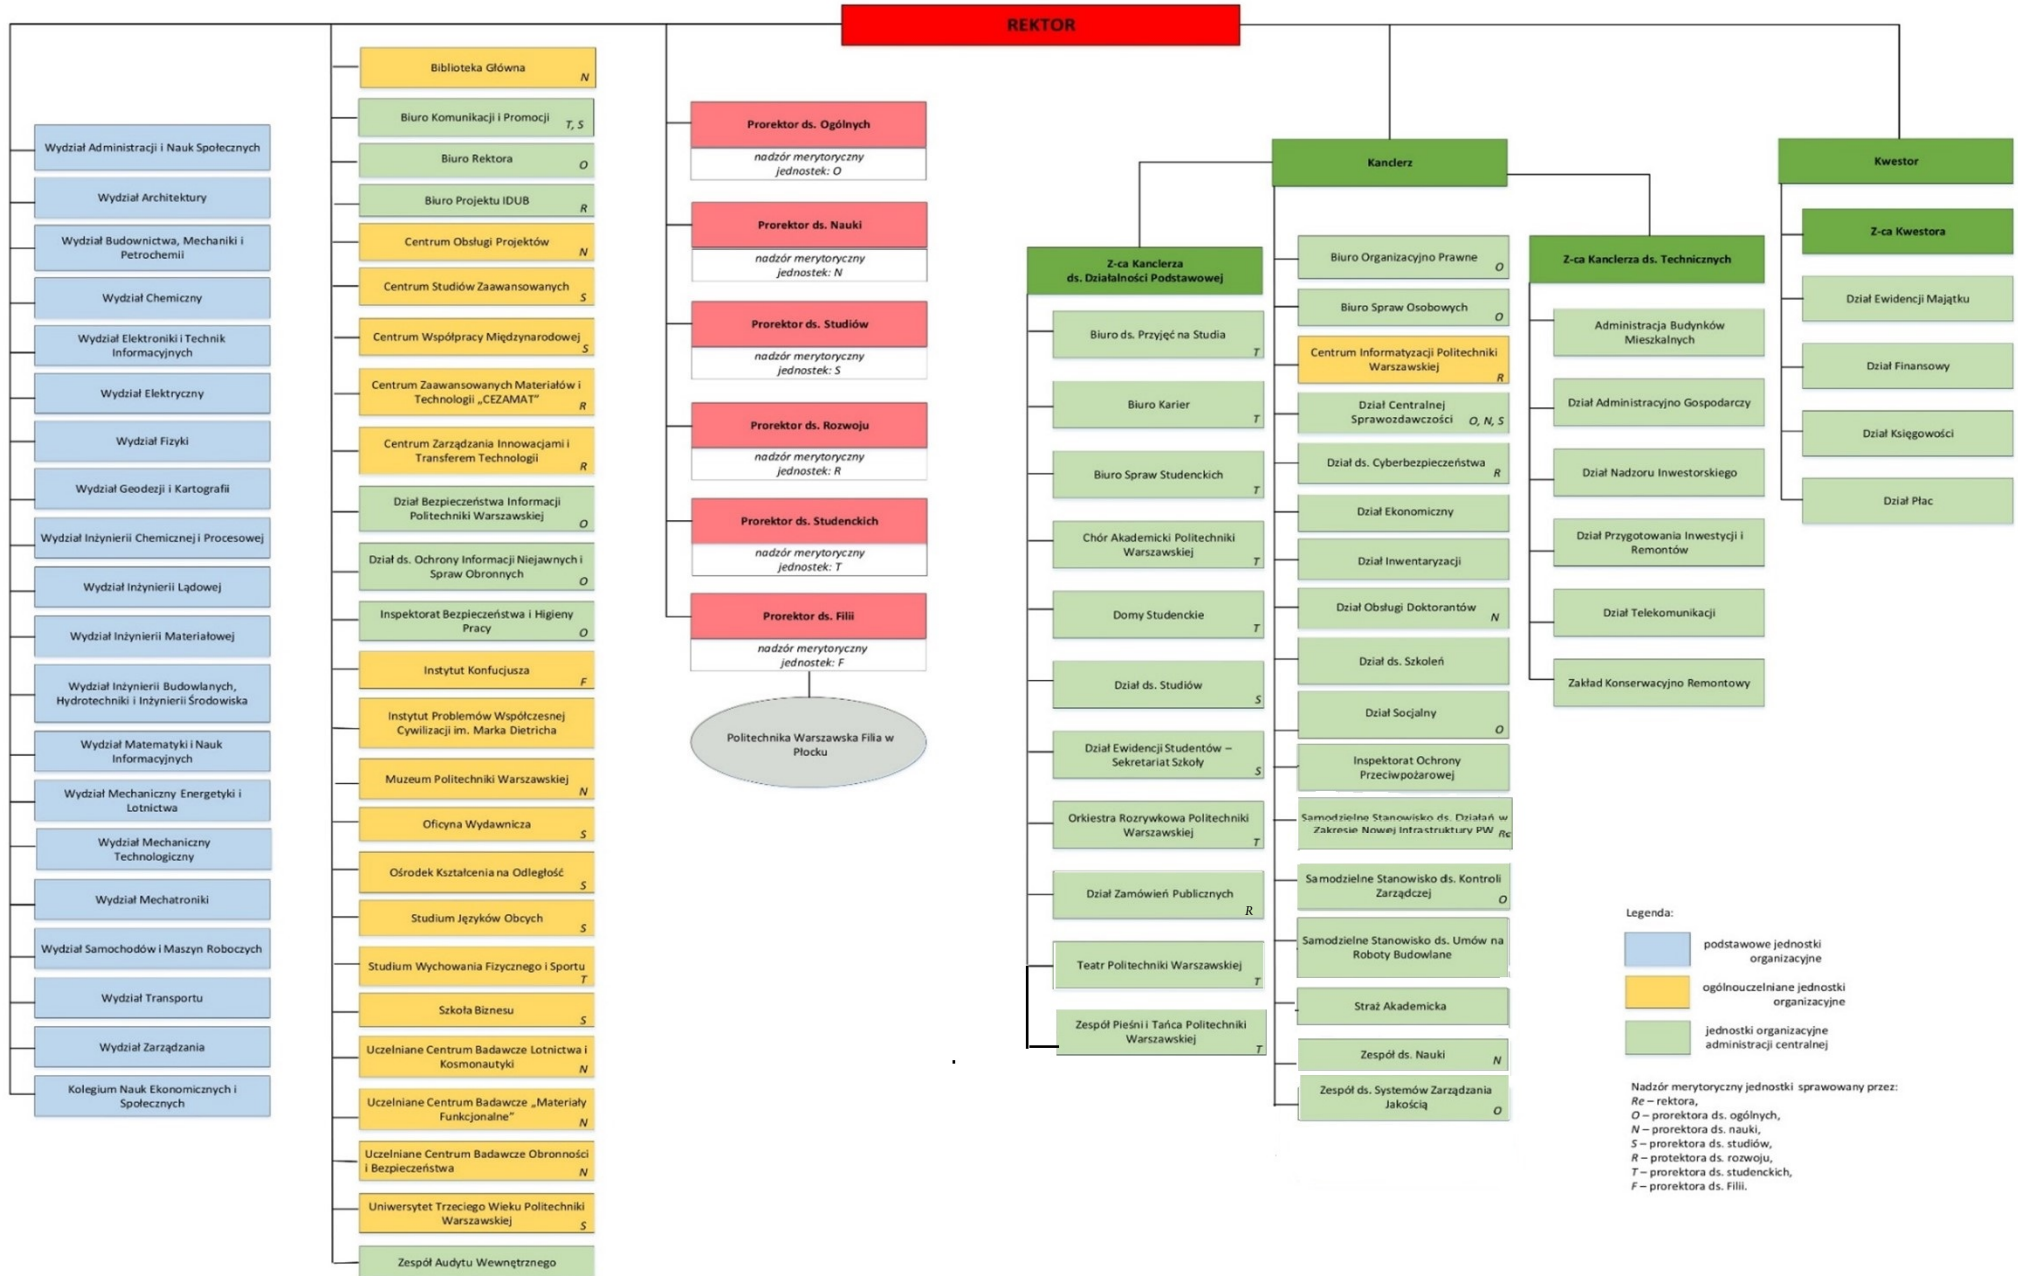 REKTOR
Wydział Administracji i Nauk Społecznych
Wydział Architektury
Wydział Budownictwa, Mechaniki i
Petrochemii
Wydział Chemiczny
Wydział Elektroniki i Technik
Informacyjnych
Wydział Elektryczny
Wydział Fizyki
Wydział Geodezji i Kartografii
Wydział Inżynierii Chemicznej i Procesowej
Wydział Inżynierii Lądowej
Wydział Inżynierii Materiałowej
Wydział Inżynierii Budowlanych,
Hydrotechniki i Inżynierii Środowiska
Wydział Matematyki i Nauk
Informacyjnych
Wydział Mechaniczny Energetyki i
Lotnictwa
Wydział Mechaniczny
Technologiczny
Wydział Mechatroniki
Wydział Samochodów i Maszyn Roboczych
Wydział Transportu
Wydział Zarządzania
Kolegium Nauk Ekonomicznych i
Społecznych
Biblioteka Główna
N
Biuro Komunikacji i Promocji
T, S
Biuro Rektora
O
Biuro Projektu IDUB
R
Centrum Obsługi Projektów
N
Centrum Studiów Zaawansowanych
S
Centrum Współpracy Międzynarodowej
S
Centrum Zaawansowanych Materiałów i
Technologii „CEZAMAT”
R
Centrum Zarządzania Innowacjami i
Transferem Technologii
R
Dział Bezpieczeństwa Informacji
Politechniki Warszawskiej
O
Dział ds. Ochrony Informacji Niejawnych i
Spraw Obronnych
O
Inspektorat Bezpieczeństwa i Higieny
Pracy
O
Instytut Konfucjusza
F
Instytut Problemów Współczesnej
Cywilizacji im. Marka Dietricha
Muzeum Politechniki Warszawskiej
N
Oficyna Wydawnicza
S
Ośrodek Kształcenia na Odległość
S
Studium Języków Obcych
S
Studium Wychowania Fizycznego i Sportu
T
Szkoła Biznesu
S
Uczelniane Centrum Badawcze Lotnictwa i
Kosmonautyki
N
Uczelniane Centrum Badawcze „Materiały
Funkcjonalne”
N
Uczelniane Centrum Badawcze Obronności
i Bezpieczeństwa
N
Uniwersytet Trzeciego Wieku Politechniki
Warszawskiej
S
Zespół Audytu Wewnętrznego
Prorektor ds. Ogólnych
nadzór merytoryczny
jednostek: O
Prorektor ds. Nauki
nadzór merytoryczny
jednostek: N
Prorektor ds. Studiów
nadzór merytoryczny
jednostek: S
Prorektor ds. Rozwoju
nadzór merytoryczny
jednostek: R
Prorektor ds. Studenckich
nadzór merytoryczny
jednostek: T
Prorektor ds. Filii
nadzór merytoryczny
jednostek: F
Politechnika Warszawska Filia w
Płocku
Kanclerz
Z-ca Kanclerza
ds. Działalności Podstawowej
Biuro ds. Przyjęć na Studia
T
Biuro Karier
T
Biuro Spraw Studenckich
T
Chór Akademicki Politechniki
Warszawskiej
T
Domy Studenckie
T
Dział ds. Studiów
S
Dział Ewidencji Studentów –
Sekretariat Szkoły
S
Orkiestra Rozrywkowa Politechniki
Warszawskiej
T
Dział Zamówień Publicznych
R
Teatr Politechniki Warszawskiej
T
Zespół Pieśni i Tańca Politechniki
Warszawskiej
T
Biuro Organizacyjno Prawne
O
Biuro Spraw Osobowych
O
Centrum Informatyzacji Politechniki
Warszawskiej
R
Dział Centralnej
Sprawozdawczości O, N, S
Dział ds. Cyberbezpieczeństwa
R
Dział Ekonomiczny
Dział Inwentaryzacji
Dział Obsługi Doktorantów
N
Dział ds. Szkoleń
Dział Socjalny
O
Inspektorat Ochrony
Przeciwpożarowej
Samodzielne Stanowisko ds. Działań w
Zakresie Nowej Infrastruktury PW Re
Samodzielne Stanowisko ds. Kontroli
Zarządczej
O
Samodzielne Stanowisko ds. Umów na
Roboty Budowlane
Straż Akademicka
Zespół ds. Nauki
N
Zespół ds. Systemów Zarządzania
Jakością
O
Z-ca Kanclerza ds. Technicznych
Administracja Budynków
Mieszkalnych
Dział Administracyjno Gospodarczy
Dział Nadzoru Inwestorskiego
Dział Przygotowania Inwestycji i
Remontów
Dział Telekomunikacji
Zakład Konserwacyjno Remontowy
Kwestor
Z-ca Kwestora
Dział Ewidencji Majątku
Dział Finansowy
Dział Księgowości
Dział Płac
Legenda:
podstawowe jednostki
organizacyjne
ogólnouczelniane jednostki
organizacyjne
jednostki organizacyjne
administracji centralnej
Nadzór merytoryczny jednostki sprawowany przez:
Re – rektora,
O – prorektora ds. ogólnych,
N – prorektora ds. nauki,
S – prorektora ds. studiów,
R – protektora ds. rozwoju,
T – prorektora ds. studenckich,
F – prorektora ds. Filii.